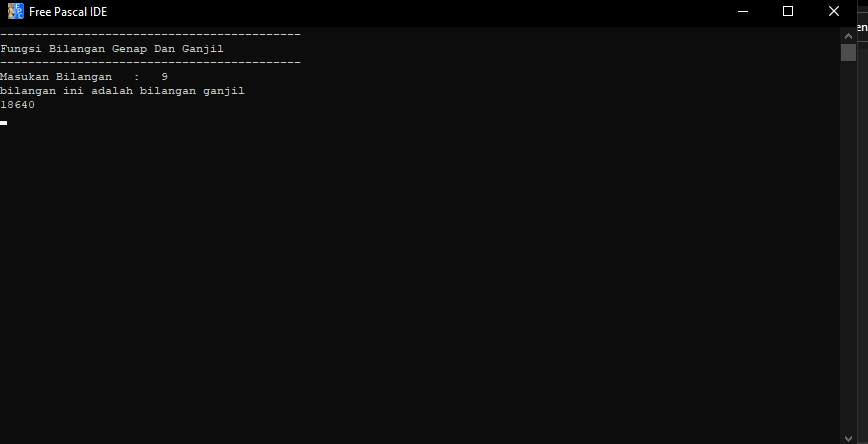 Free Pascal IDE
-------------------------------------------
Fungsi Bilangan Genap Dan Ganjil
-------------------------------------------
Masukan Bilangan   :   9
bilangan ini adalah bilangan ganjil
18640
en